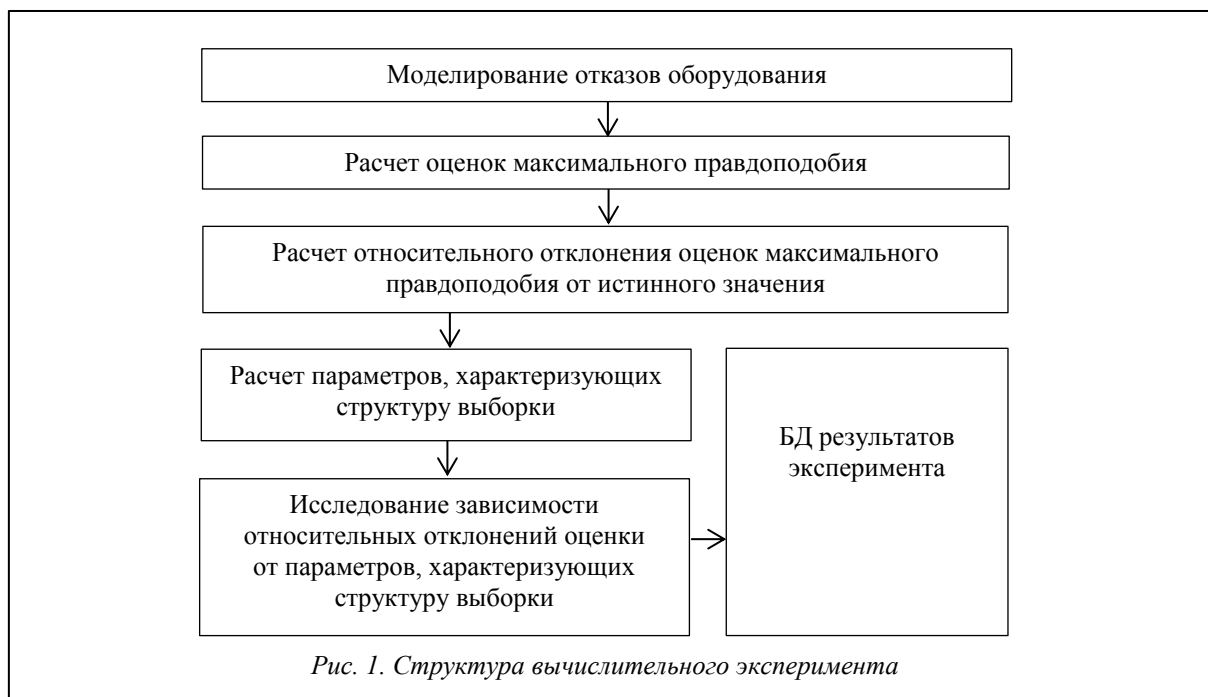 Моделирование отказов оборудования
Расчет оценок максимального правдоподобия
Расчет относительного отклонения оценок максимального
правдоподобия от истинного значения
Расчет параметров, характеризующих
структуру выборки
БД результатов
эксперимента
Исследование зависимости
относительных отклонений оценки
от параметров, характеризующих
структуру выборки
Рис. 1. Структура вычислительного эксперимента